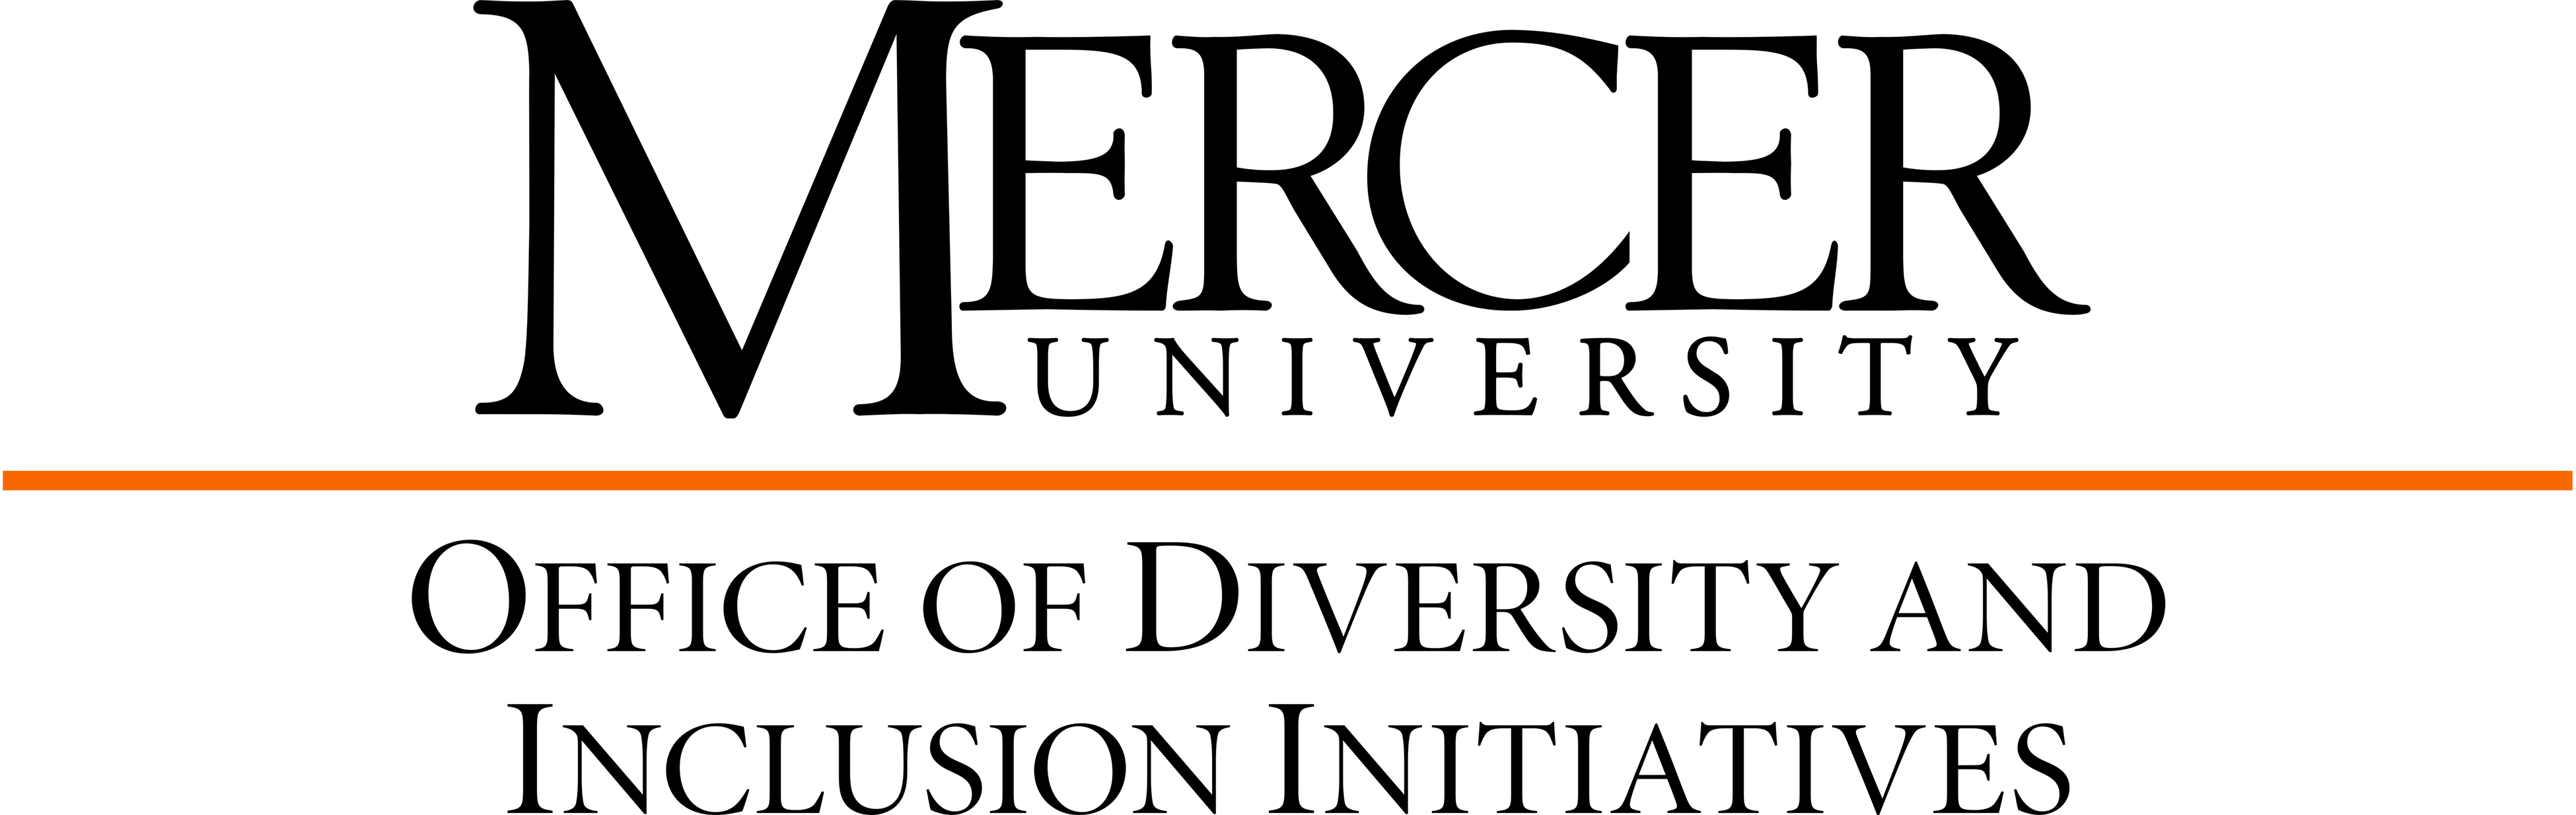 MERCER
UNIVERSITY
OFFICE OF DIVERSITY AND
INCLUSION INITIATIVES